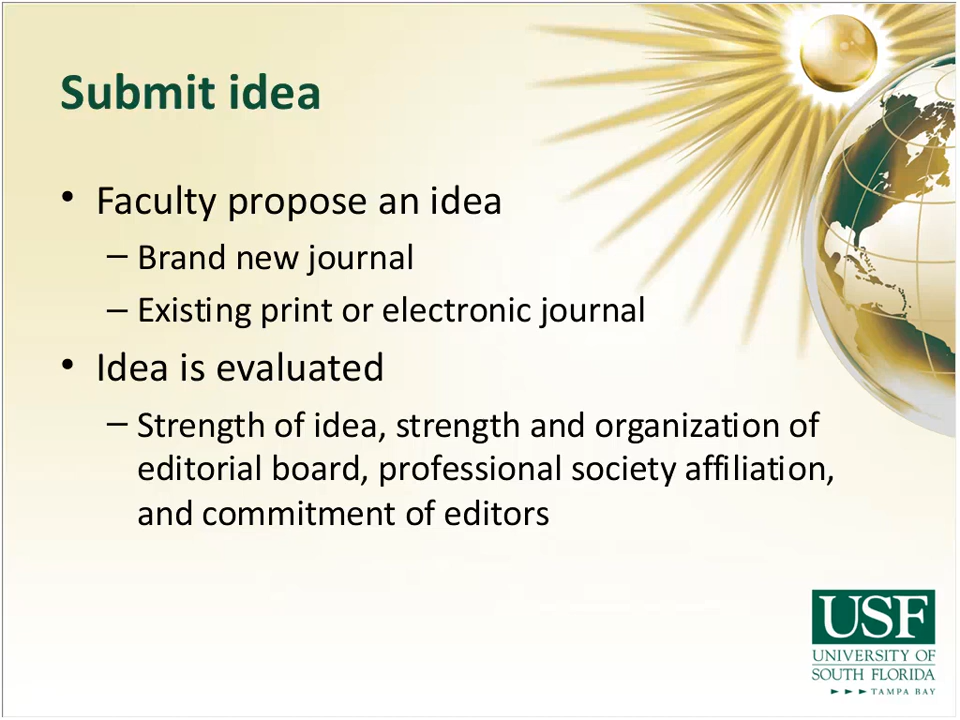 Submit idea
• Faculty propose an idea
– Brand new journal
– Existing print or electronic journal
• Idea is evaluated
– Strength of idea, strength and organization of
editorial board, professional society affiliation,
and commitment of editors
USF
UNIVERSITY OF
SOUTH FLORIDA
►►► TAMPA BAY